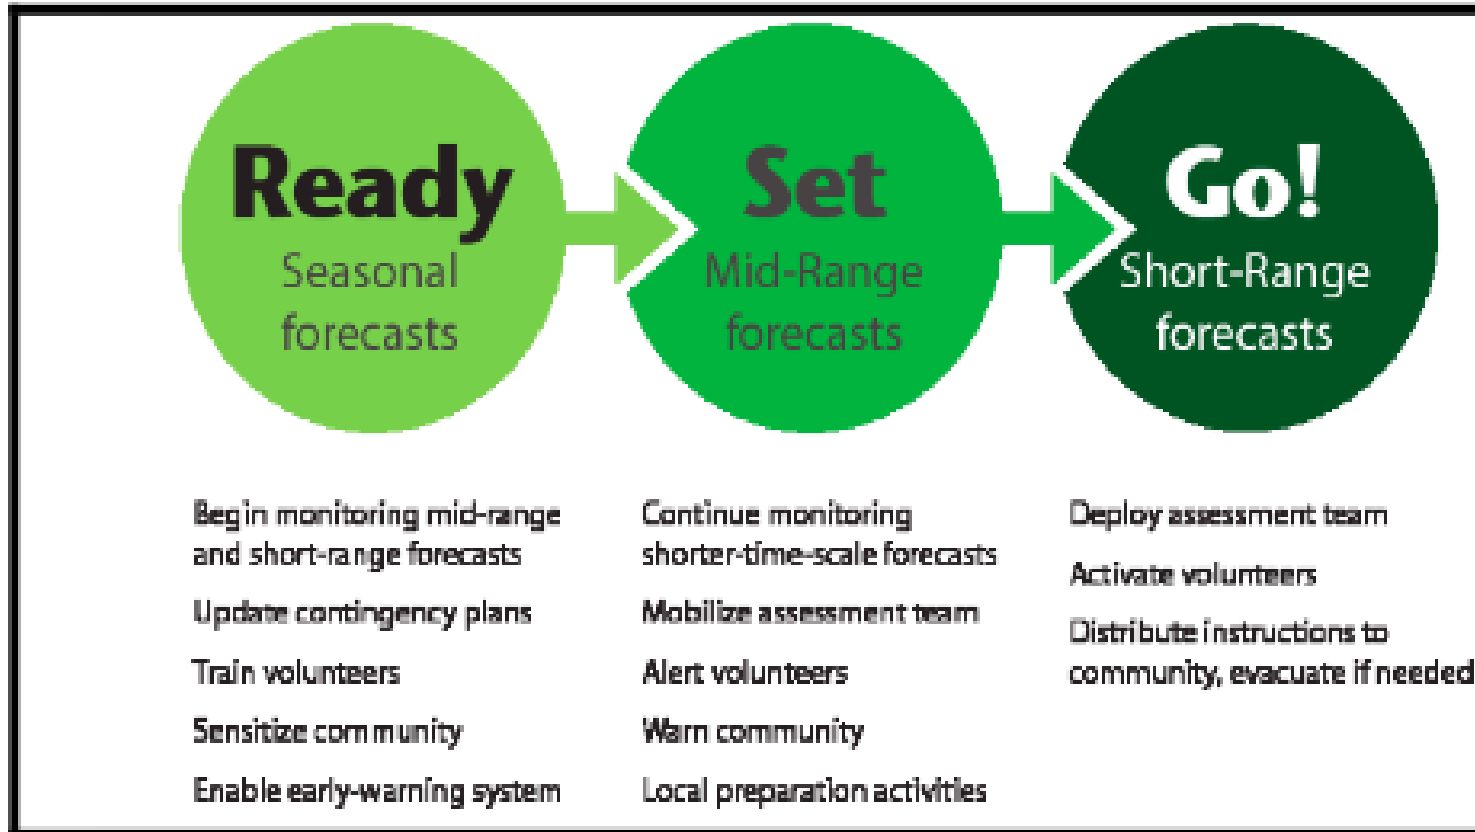 Ready
Seasonal
forecasts
Set
Mid-Range
forecasts
Go!
Short-Range
forecasts
Begin monitoring mid-range
and short-range forecasts
Update contingency plans
Train volunteers
Sensitize community
Enable early-warning system
Continue monitoring
shorter-time-scale forecasts
Mobilize assessment team
Alert volunteers
Warn community
Local preparation activities
Deploy assessment team
Activate volunteers
Distribute instructions to
community, evacuate if needed